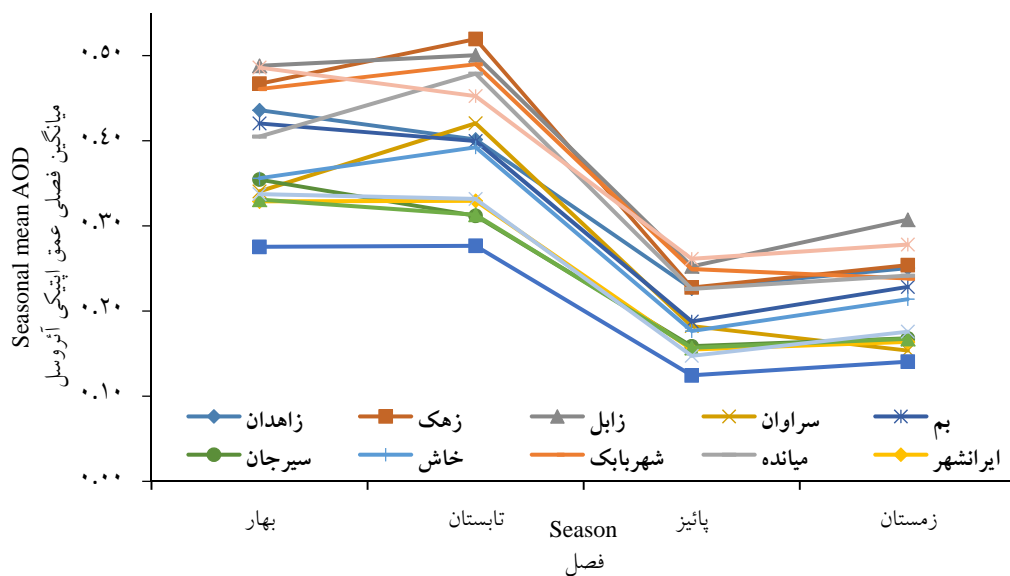 Seasonal mean AOD
میانگین فصلی عمق اپتیکی آئروسل
۰.۵۰
۰.۴۰
۰.۳۰
۰.۲۰
۰.۱۰
۰.۰۰
زاهدان زهک زابل سراوان بم
سیرجان خاش شهربابک میانده ایرانشهر
بهار تابستان پائیز زمستان
Season
فصل